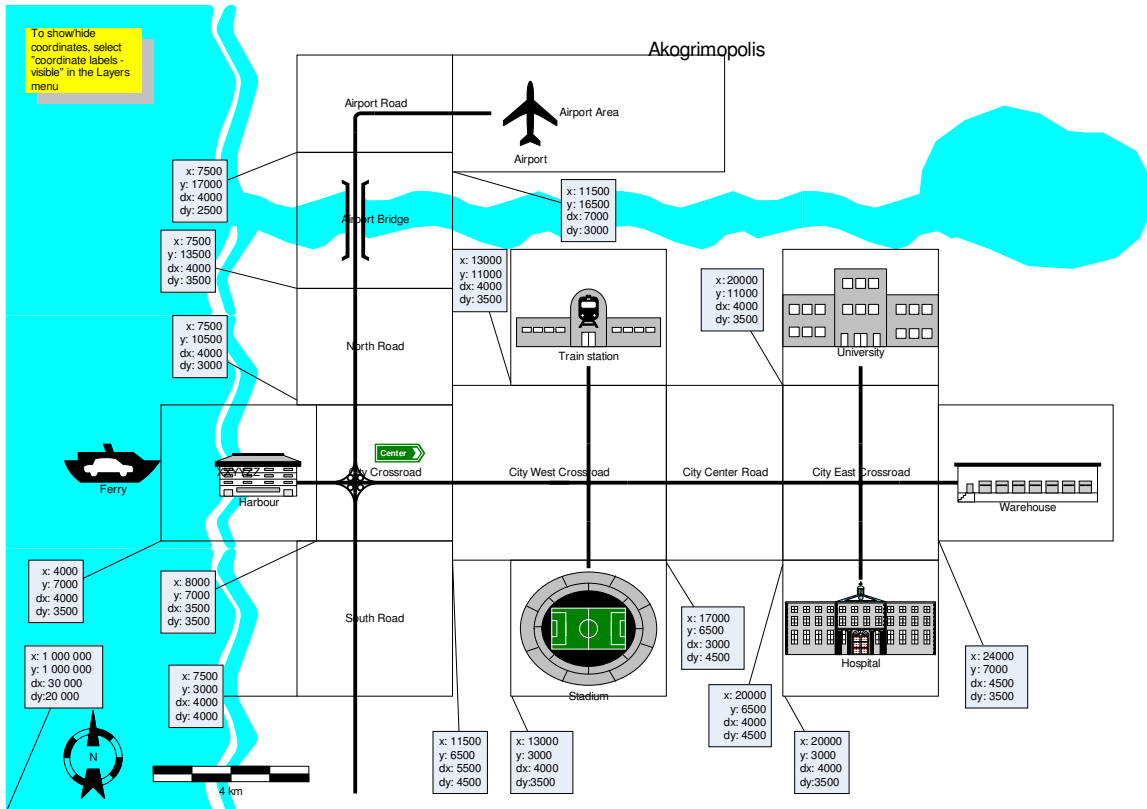 To show/hide
coordinates, select
"coordinate labels -
visible" in the Layers
menu
Akogrimopolis
Airport Road
Airport Area
Airport
x: 7500
y: 17000
dx: 4000
dy: 2500
x: 11500
y: 16500
dx: 7000
dy: 3000
Airport Bridge
x: 7500
y: 13500
dx: 4000
dy: 3500
x: 13000
y: 11000
dx: 4000
dy: 3500
x: 20000
y: 11000
dx: 4000
dy: 3500
x: 7500
y: 10500
dx: 4000
dy: 3000
North Road
Train station
University
Center
City Crossroad
City West Crossroad
City Center Road
City East Crossroad
Ferry
Harbour
Warehouse
x: 4000
y: 7000
dx: 4000
dy: 3500
x: 8000
y: 7000
dx: 3500
dy: 3500
South Road
x: 17000
y: 6500
dx: 3000
dy: 4500
Stadium
Hospital
x: 24000
y: 7000
dx: 4500
dy: 3500
x: 1 000 000
y: 1 000 000
dx: 30 000
dy:20 000
x: 7500
y: 3000
dx: 4000
dy: 4000
x: 20000
y: 6500
dx: 4000
dy: 4500
x: 11500
y: 6500
dx: 5500
dy: 4500
x: 13000
y: 3000
dx: 4000
dy:3500
x: 20000
y: 3000
dx: 4000
dy:3500
N
4 km